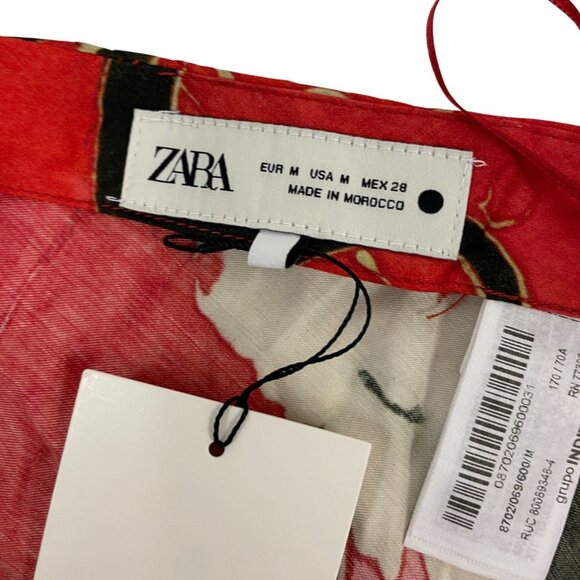 ZARA
EUR M USA M MEX 28
MADE IN MOROCCO
170 / 70A
08702069600031
8702/069/600/M
RUC 80089346-4
grupo